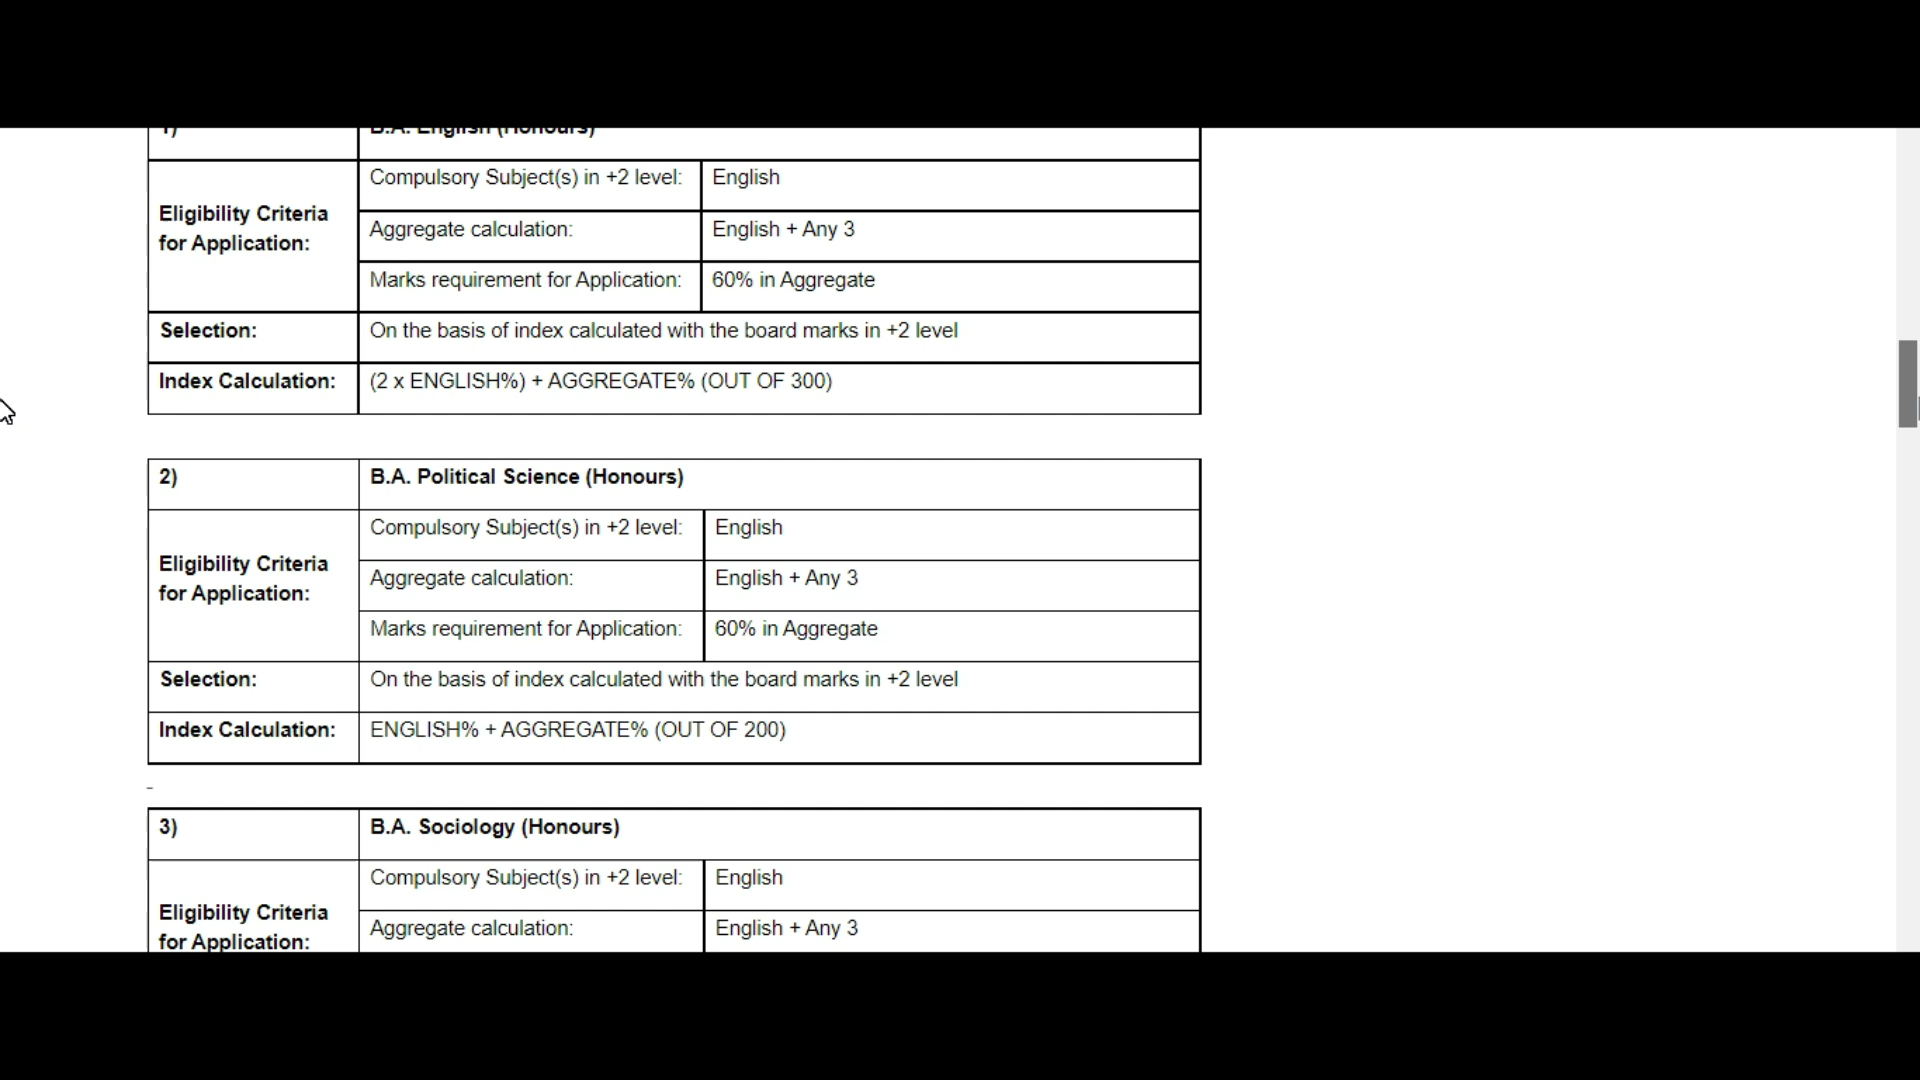 1) B.A. English (Honours)
Compulsory Subject(s) in +2 level: English
Eligibility Criteria
for Application:
Aggregate calculation: English + Any 3
Marks requirement for Application: 60% in Aggregate
Selection: On the basis of index calculated with the board marks in +2 level
Index Calculation: (2 x ENGLISH%) + AGGREGATE% (OUT OF 300)
2) B.A. Political Science (Honours)
Compulsory Subject(s) in +2 level: English
Eligibility Criteria
for Application:
Aggregate calculation: English + Any 3
Marks requirement for Application: 60% in Aggregate
Selection: On the basis of index calculated with the board marks in +2 level
Index Calculation: ENGLISH% + AGGREGATE% (OUT OF 200)
-
3) B.A. Sociology (Honours)
Compulsory Subject(s) in +2 level: English
Eligibility Criteria
for Application:
Aggregate calculation: English + Any 3